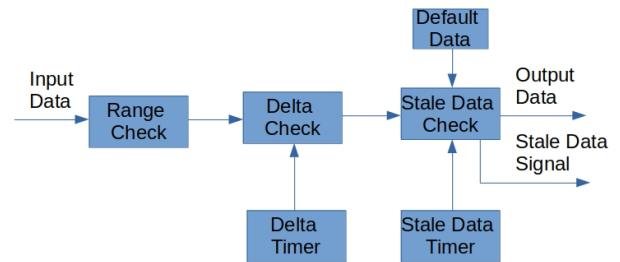 Default
Data
Input
Data
Range
Check
Delta
Check
Stale Data
Check
Output
Data
Stale Data
Signal
Delta
Timer
Stale Data
Timer